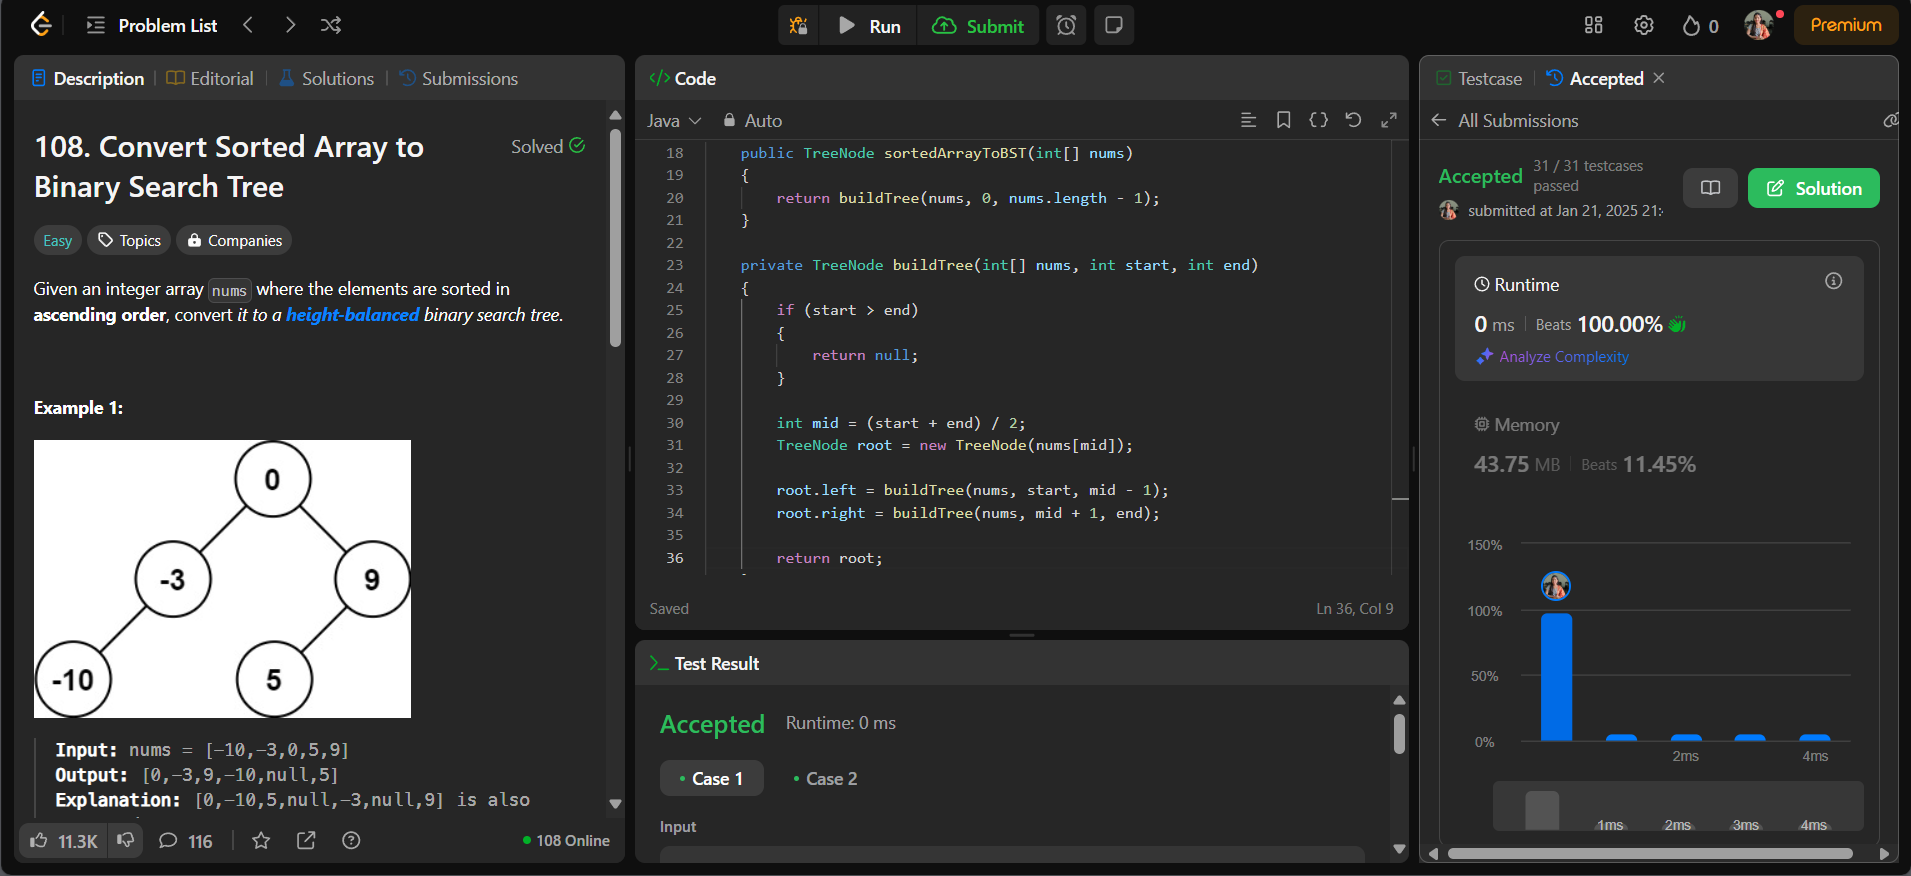 Problem List
Run
Submit
0
Premium
Description
Editorial
Solutions
Submissions
108. Convert Sorted Array to
Binary Search Tree
Solved
Easy
Topics
Companies
Given an integer array nums where the elements are sorted in
ascending order, convert it to a height-balanced binary search tree.
Example 1:
0
-3
9
-10
5
Input: nums = [-10,-3,0,5,9]
Output: [0,-3,9,-10,null,5]
Explanation: [0,-10,5,null,-3,null,9] is also
11.3K
116
108 Online
</> Code
Java
Auto
18 public TreeNode sortedArrayToBST(int[] nums)
19 {
20 return buildTree(nums, 0, nums.length - 1);
21 }
22
23 private TreeNode buildTree(int[] nums, int start, int end)
24 {
25 if (start > end)
26 {
27 return null;
28 }
29
30 int mid = (start + end) / 2;
31 TreeNode root = new TreeNode(nums[mid]);
32
33 root.left = buildTree(nums, start, mid - 1);
34 root.right = buildTree(nums, mid + 1, end);
35
36 return root;
Saved
Ln 36, Col 9
Test Result
Accepted Runtime: 0 ms
• Case 1 • Case 2
Input
Testcase
Accepted
All Submissions
Accepted
31 / 31 testcases
passed
Solution
submitted at Jan 21, 2025 21:
Runtime
0 ms Beats 100.00%
Analyze Complexity
Memory
43.75 MB Beats 11.45%
150%
100%
50%
0%
2ms 4ms
1ms 2ms 3ms 4ms